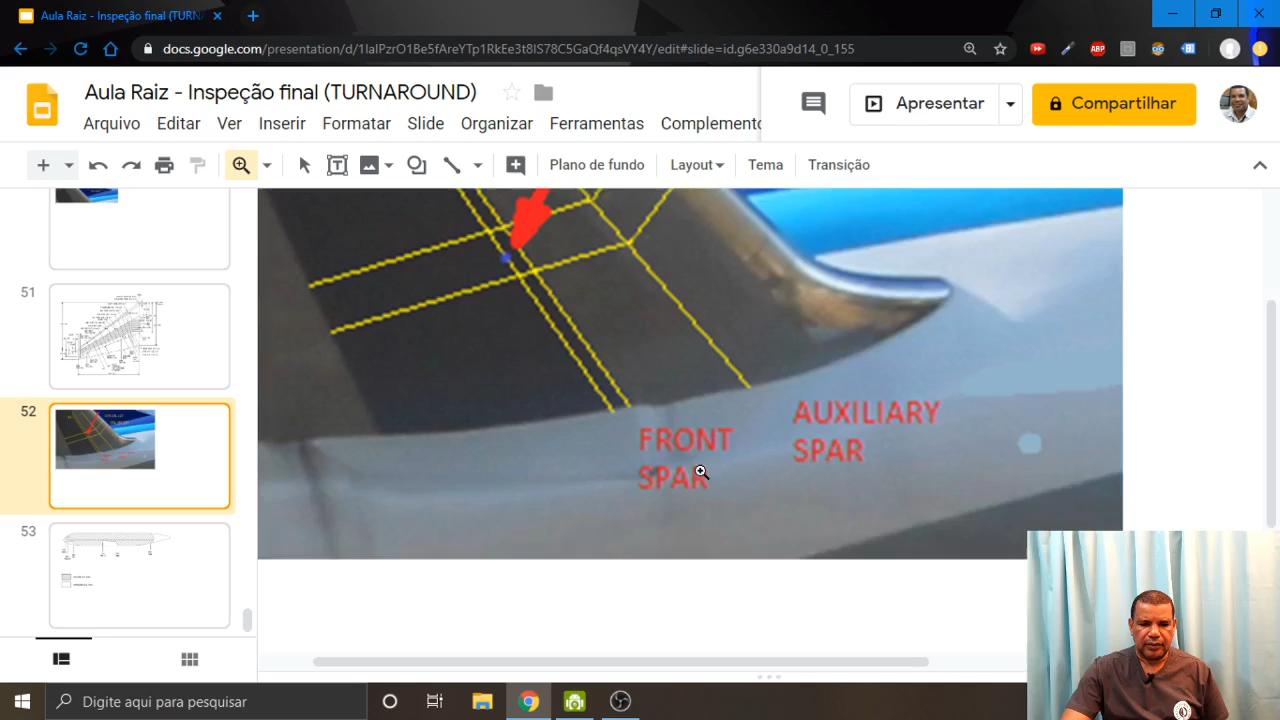 Aula Raiz - Inspeção final (TURN
docs.google.com/presentation/d/1IaIPzrO1Be5fAreYTp1RkEe3t8IS78C5GaQf4qsVY4Y/edit#slide=id.g6e330a9d14_0_155
ABP
Aula Raiz - Inspeção final (TURNAROUND)
Apresentar
Compartilhar
Arquivo Editar Ver Inserir Formatar Slide Organizar Ferramentas Complemento
Plano de fundo Layout Tema Transição
51
52
53
FRONT
SPAR
AUXILIARY
SPAR
Digite aqui para pesquisar